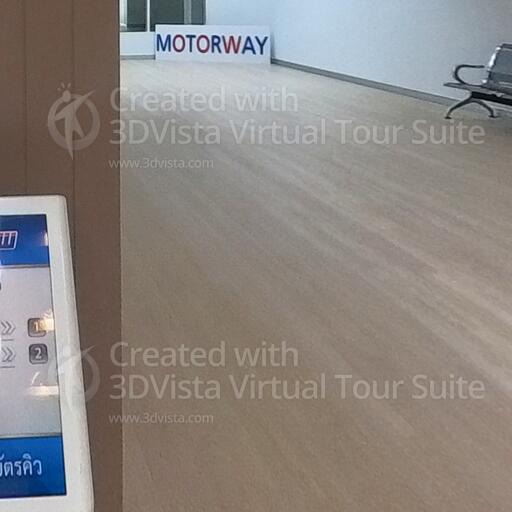 MOTORWAY
Created with
3DVista Virtual Tour Suite
www.3dvista.com
1
2
Created with
3DVista Virtual Tour Suite
www.3dvista.com
บัตรคิว